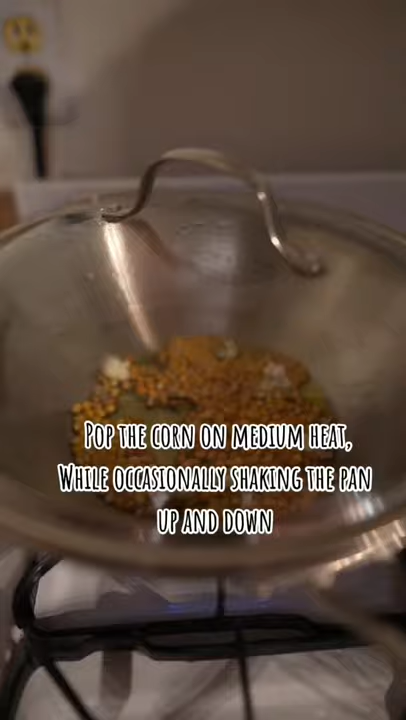 Pop the corn on medium heat,
While occasionally shaking the pan
up and down